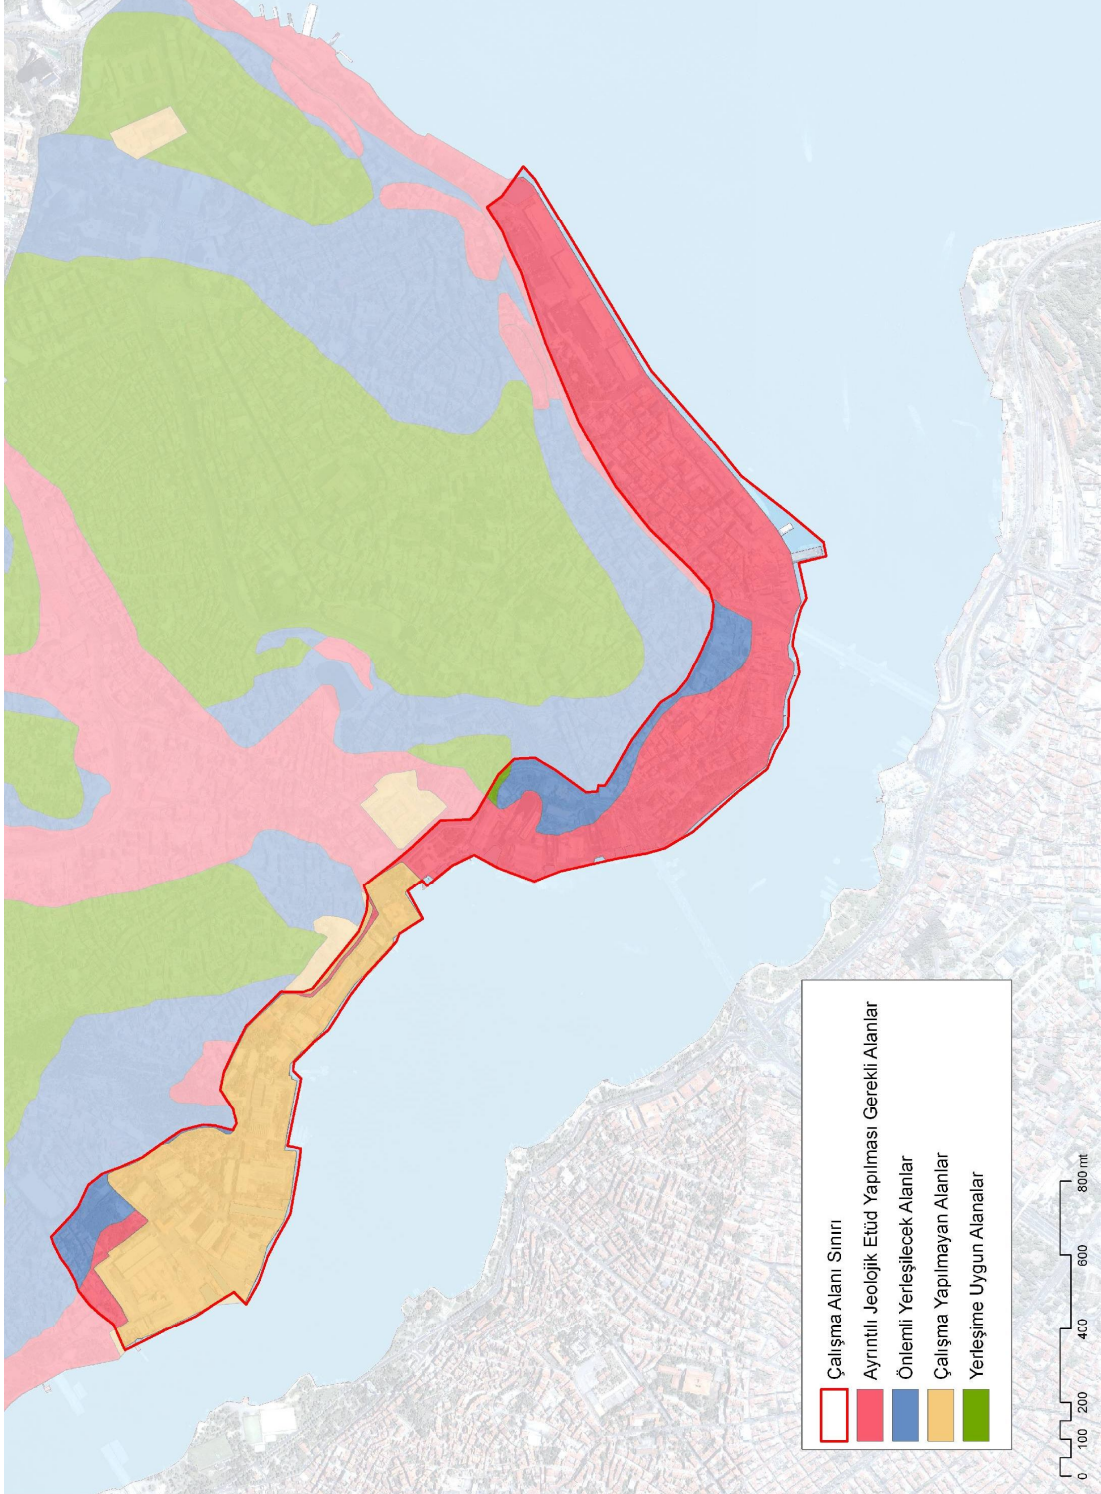 Çalışma Alanı Sınırı
Ayrıntılı Jeolojik Etüd Yapılması Gerekli Alanlar
Önlemli Yerleşilecek Alanlar
Çalışma Yapılmayan Alanlar
Yerleşime Uygun Alanalar
0 100 200 400 600 800 mt